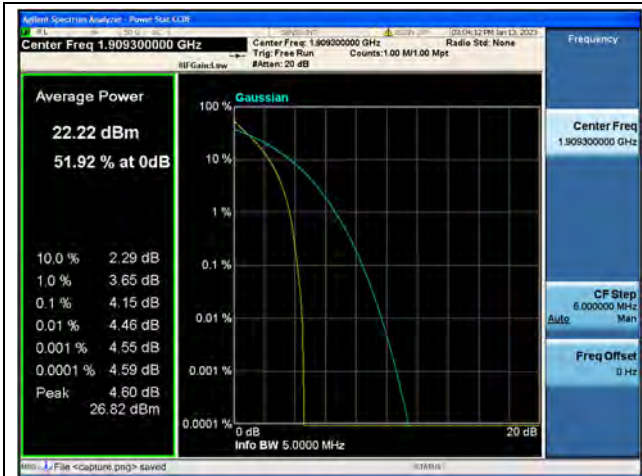 Agilent Spectrum Analyzer - Power Stat CCDF
Center Freq 1.909300000 GHz
Center Freq: 1.909300000 GHz
03:04:12 PM Jan 13, 2023
Radio Std: None
Trig: Free Run
Counts:1.00 M/1.00 Mpt
#IFGain:Low
#Atten: 20 dB
Frequency
Average Power
22.22 dBm
51.92 % at 0dB
10.0 % 2.29 dB
1.0 % 3.65 dB
0.1 % 4.15 dB
0.01 % 4.46 dB
0.001 % 4.55 dB
0.0001 % 4.59 dB
Peak 4.60 dB
26.82 dBm
Gaussian
100 %
10 %
1 %
0.1 %
0.01 %
0.001 %
0.0001 %
0 dB
20 dB
Info BW 5.0000 MHz
Center Freq
1.909300000 GHz
CF Step
6.000000 MHz
Auto Man
Freq Offset
0 Hz
MSG File <capture.png> saved
STATUS